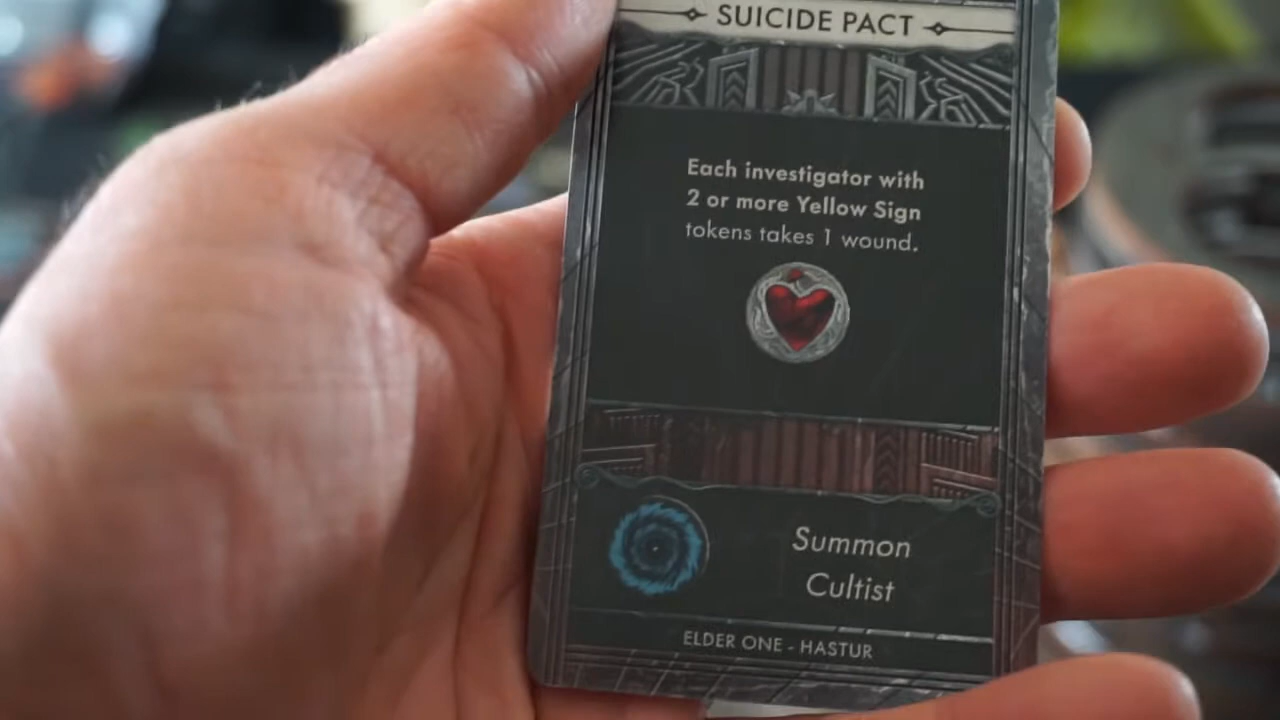 SUICIDE PACT
Each investigator with
2 or more Yellow Sign
tokens takes 1 wound.
Summon
Cultist
ELDER ONE - HASTUR